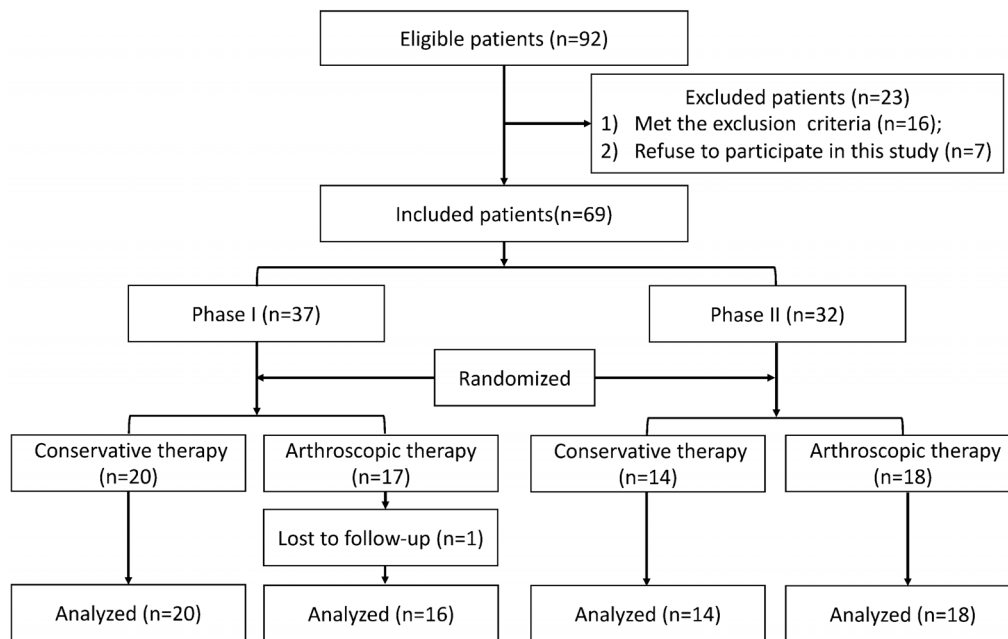 Eligible patients (n=92)
Excluded patients (n=23)
1) Met the exclusion criteria (n=16);
2) Refuse to participate in this study (n=7)
Included patients(n=69)
Phase I (n=37)
Phase II (n=32)
Randomized
Conservative therapy
(n=20)
Arthroscopic therapy
(n=17)
Conservative therapy
(n=14)
Arthroscopic therapy
(n=18)
Lost to follow-up (n=1)
Analyzed (n=20)
Analyzed (n=16)
Analyzed (n=14)
Analyzed (n=18)